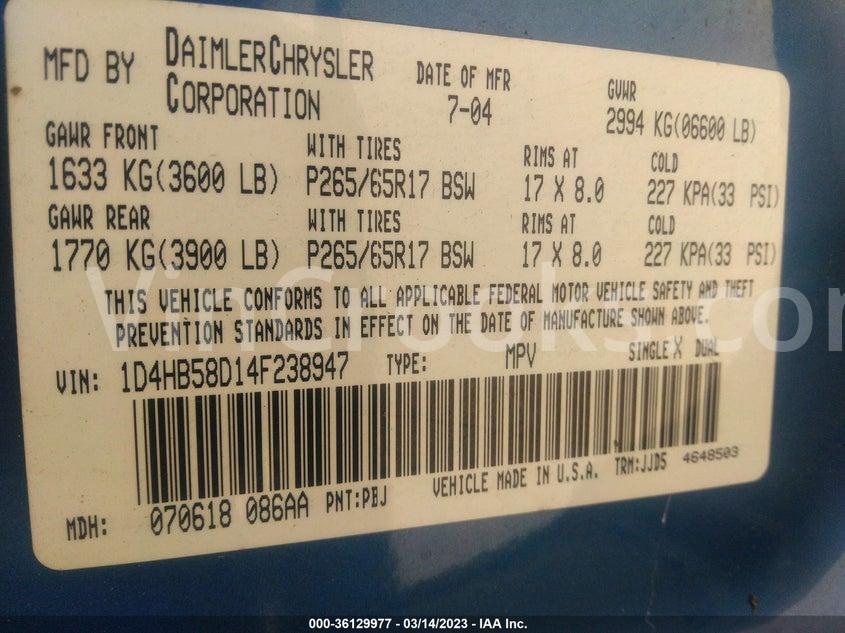 MFD BY DAIMLERCHRYSLER CORPORATION DATE OF MFR 7-04 GVWR 2994 KG(06600 LB)
GAWR FRONT WITH TIRES RIMS AT COLD
1633 KG(3600 LB) P265/65R17 BSW 17 X 8.0 227 KPA(33 PSI)
GAWR REAR WITH TIRES RIMS AT COLD
1770 KG(3900 LB) P265/65R17 BSW 17 X 8.0 227 KPA(33 PSI)
THIS VEHICLE CONFORMS TO ALL APPLICABLE FEDERAL MOTOR VEHICLE SAFETY AND THEFT
PREVENTION STANDARDS IN EFFECT ON THE DATE OF MANUFACTURE SHOWN ABOVE.
VIN: 1D4HB58D14F238947 TYPE: MPV SINGLE X DUAL
MDH: 070618 086AA PNT:PBJ VEHICLE MADE IN U.S.A. TRM:JJD5 4648503
VinCrooks.com
000-36129977 - 03/14/2023 - IAA Inc.